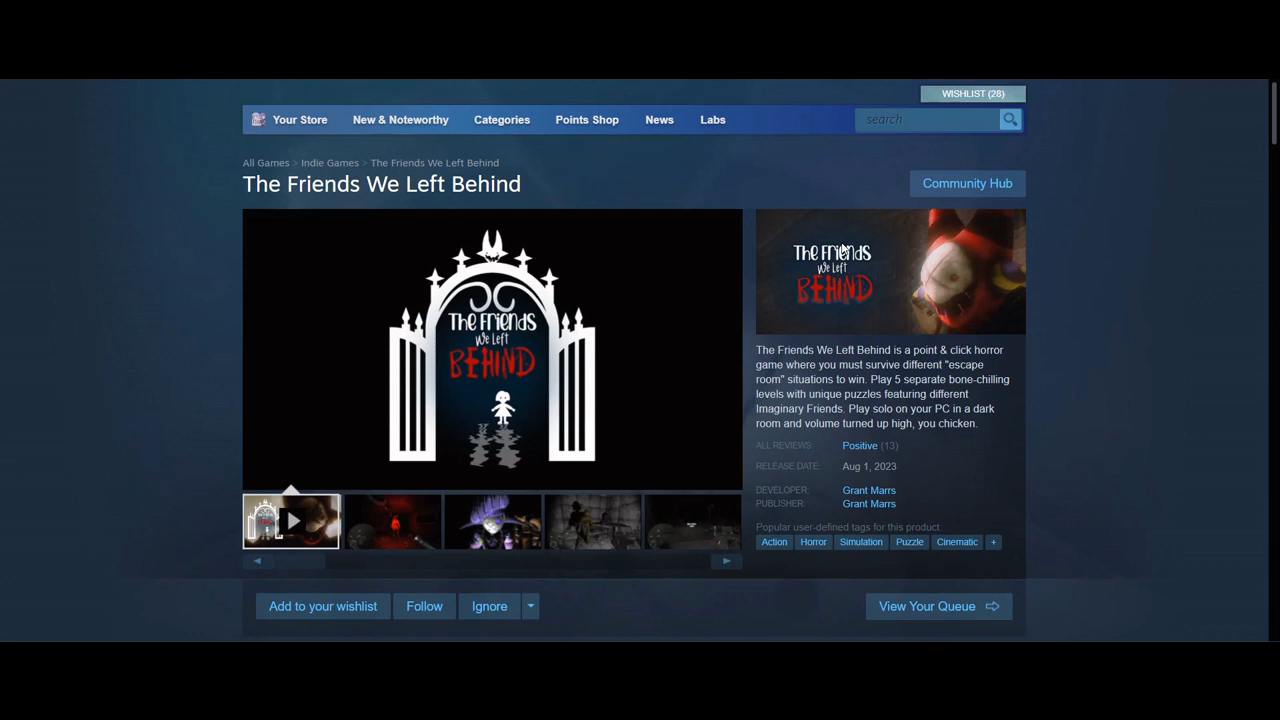 WISHLIST (28)
Your Store New & Noteworthy Categories Points Shop News Labs search
All Games > Indie Games > The Friends We Left Behind
The Friends We Left Behind
Community Hub
The Friends
We Left
BEHIND
The Friends
We Left
BEHIND
The Friends We Left Behind is a point & click horror
game where you must survive different "escape
room" situations to win. Play 5 separate bone-chilling
levels with unique puzzles featuring different
Imaginary Friends. Play solo on your PC in a dark
room and volume turned up high, you chicken.
ALL REVIEWS: Positive (13)
RELEASE DATE: Aug 1, 2023
DEVELOPER: Grant Marrs
PUBLISHER: Grant Marrs
Popular user-defined tags for this product:
Action Horror Simulation Puzzle Cinematic +
Add to your wishlist Follow Ignore View Your Queue